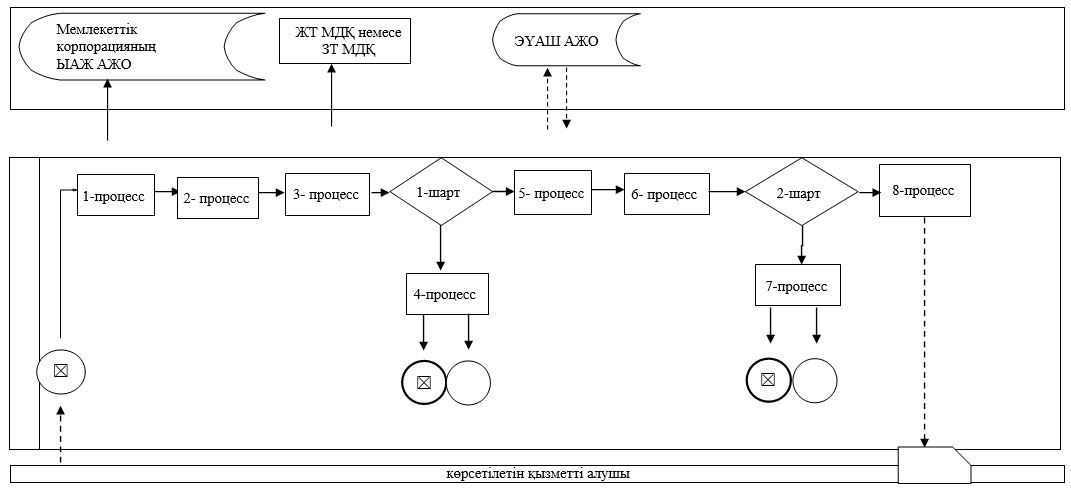 Мемлекеттік
корпорацияның
ЫАЖ АЖО
ЖТ МДҚ немесе
ЗТ МДҚ
ЭҮАШ АЖО
1-процесс
2- процесс
3- процесс
1-шарт
5- процесс
6- процесс
2-шарт
8-процесс
4-процесс
7-процесс
көрсетілетін қызметті алушы